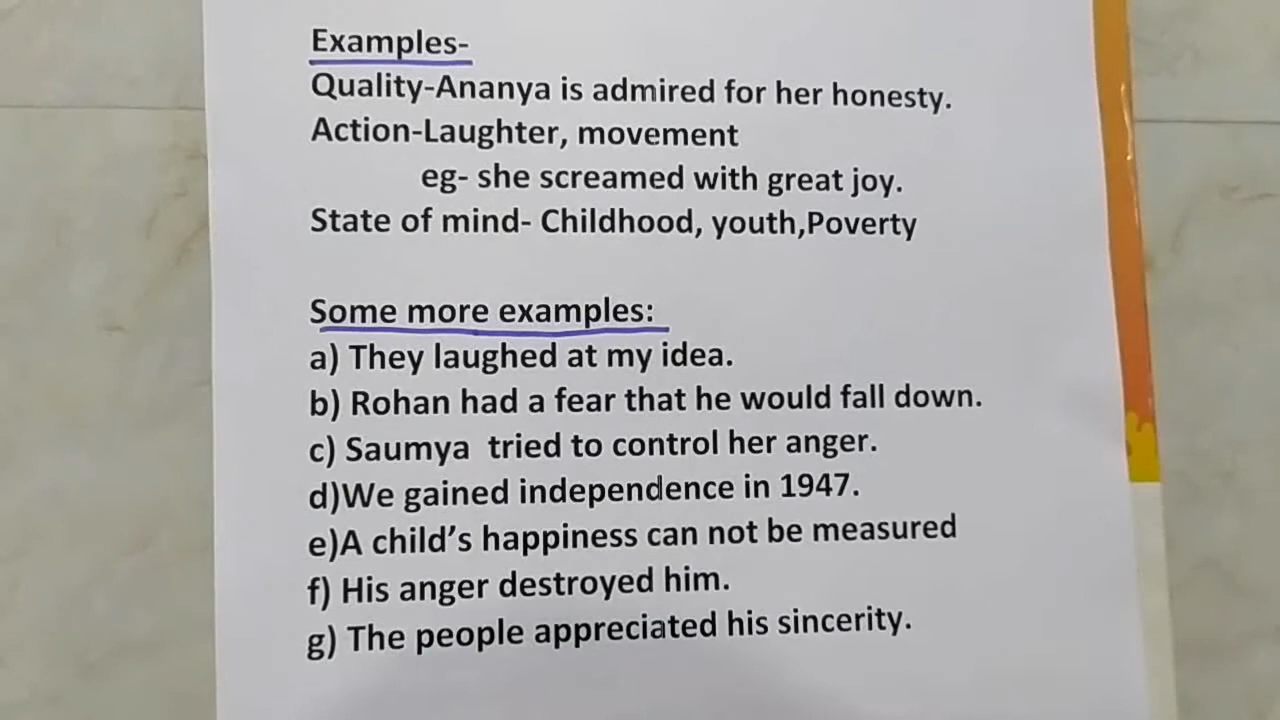 Examples-
Quality-Ananya is admired for her honesty.
Action-Laughter, movement
eg- she screamed with great joy.
State of mind- Childhood, youth,Poverty
Some more examples:
a) They laughed at my idea.
b) Rohan had a fear that he would fall down.
c) Saumya  tried to control her anger.
d)We gained independence in 1947.
e)A child’s happiness can not be measured
f) His anger destroyed him.
g) The people appreciated his sincerity.